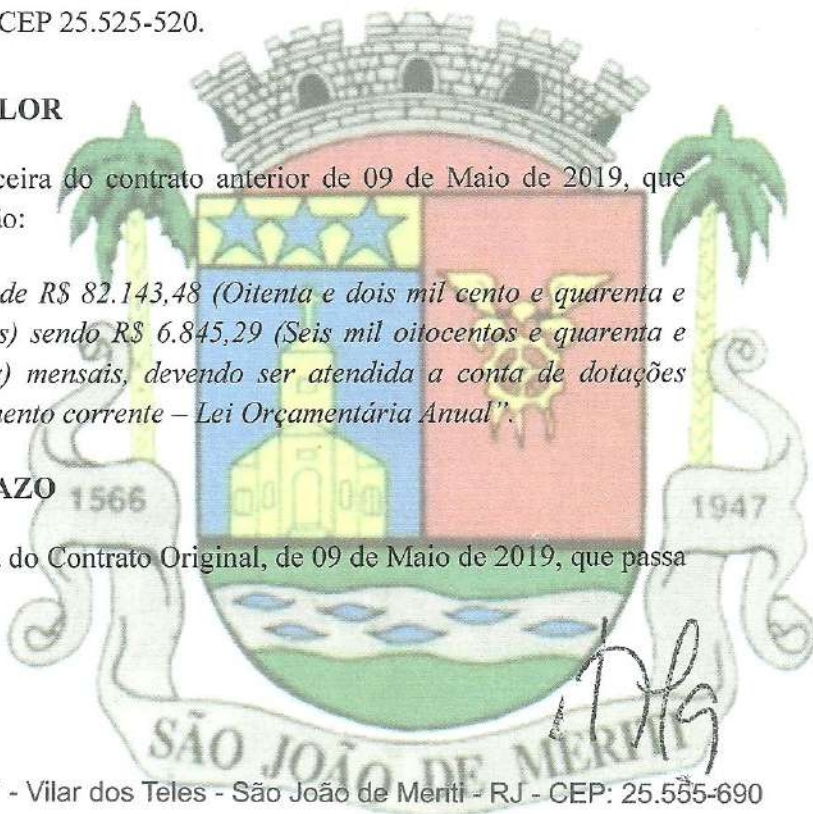 CEP 25.525-520.
LOR
ceira do contrato anterior de 09 de Maio de 2019, que
ão:
de R$ 82.143,48 (Oitenta e dois mil cento e quarenta e
s) sendo R$ 6.845,29 (Seis mil oitocentos e quarenta e
) mensais, devendo ser atendida a conta de dotações
mento corrente – Lei Orçamentária Anual".
AZO
1566
1947
do Contrato Original, de 09 de Maio de 2019, que passa
SÃO JOÃO DE MERITI
- Vilar dos Teles - São João de Meriti - RJ - CEP: 25.555-690